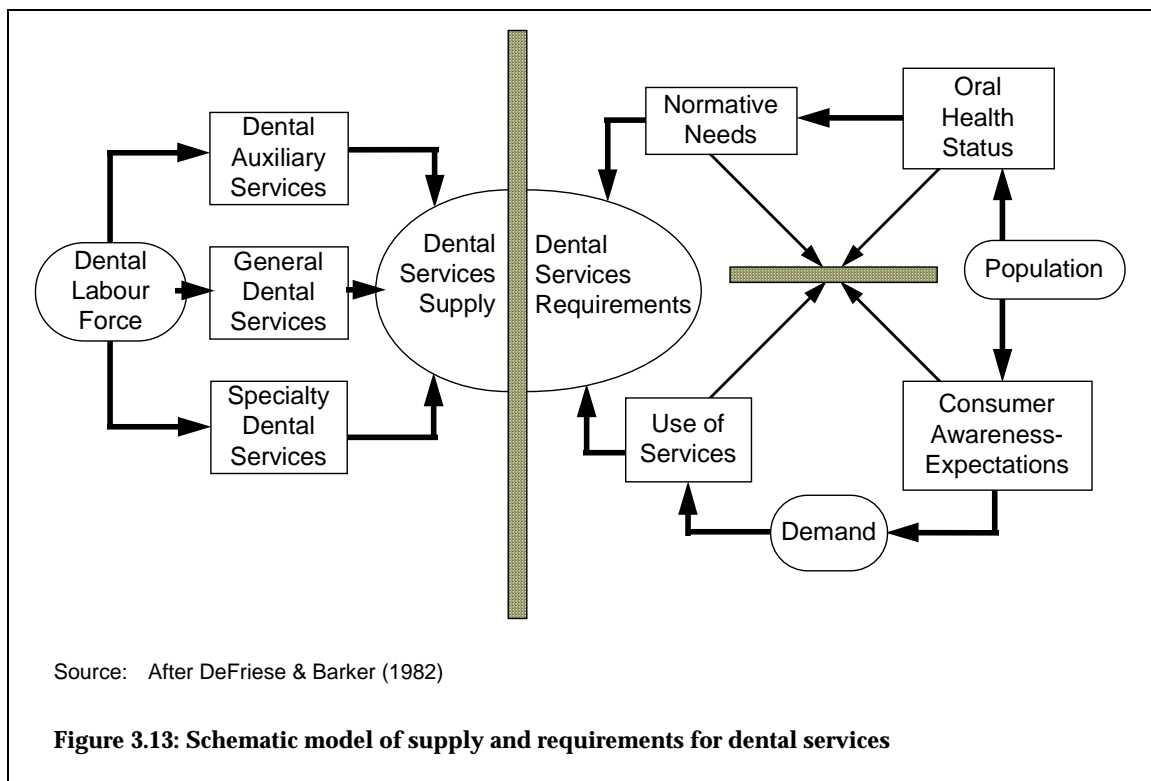 Dental
Auxiliary
Services
Dental
Labour
Force
General
Dental
Services
Specialty
Dental
Services
Dental
Services
Supply
Dental
Services
Requirements
Normative
Needs
Oral
Health
Status
Population
Use of
Services
Consumer
Awareness-
Expectations
Demand
Source: After DeFriese & Barker (1982)
Figure 3.13: Schematic model of supply and requirements for dental services